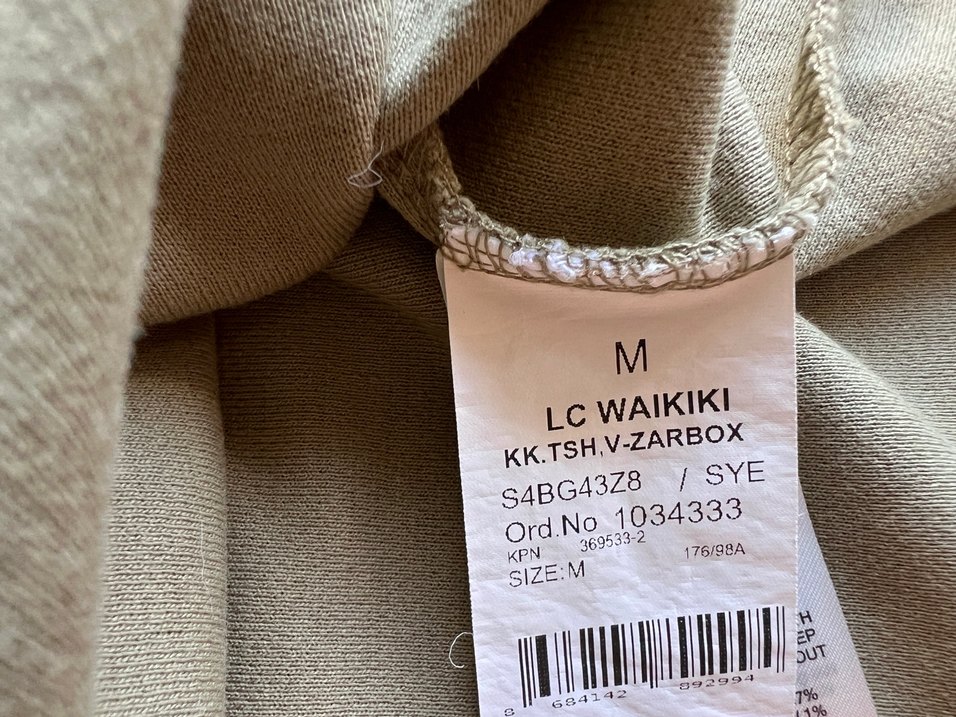 M
LC WAIKIKI
KK.TSH,V-ZARBOX
S4BG43Z8 / SYE
Ord.No 1034333
KPN 369533-2 176/98A
SIZE:M
8 684142 892994
OUT